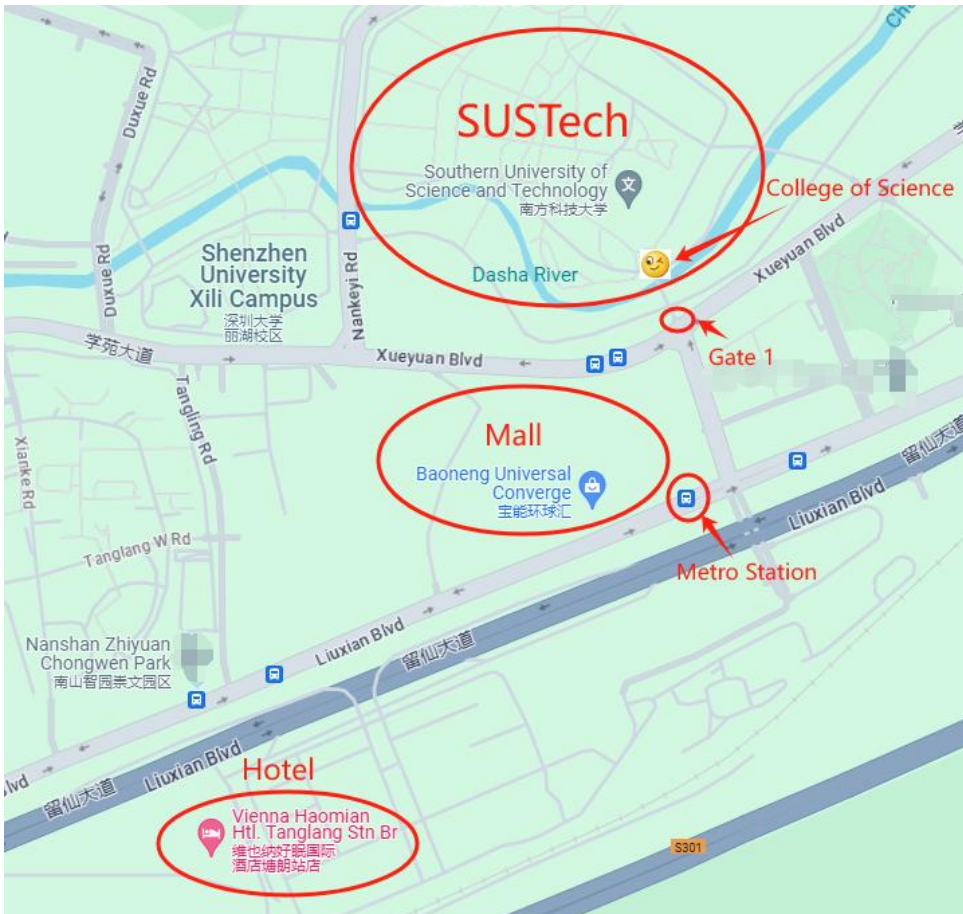 Duxue Rd
Chu
SUSTech
Southern University of
Science and Technology
南方科技大学
文
College of Science
学
Xueyuan Blvd
Duxue Rd
Shenzhen
University
Xili Campus
深圳大学
丽湖校区
Nankeyi Rd
Dasha River
学苑大道
Xueyuan Blvd
Gate 1
Tangling Rd
Mall
Xianke Rd
Baoneng Universal
Converge
宝能环球汇
留仙大道
Liuxian Blvd
Tanglang W Rd
Metro Station
Nanshan Zhiyuan
Chongwen Park
南山智园崇文园区
Liuxian Blvd
留仙大道
lvd
留仙大道
Liuxian Blvd
Hotel
Vienna Haomian
Htl. Tanglang Stn Br
维也纳好眠国际
酒店塘朗站店
S301